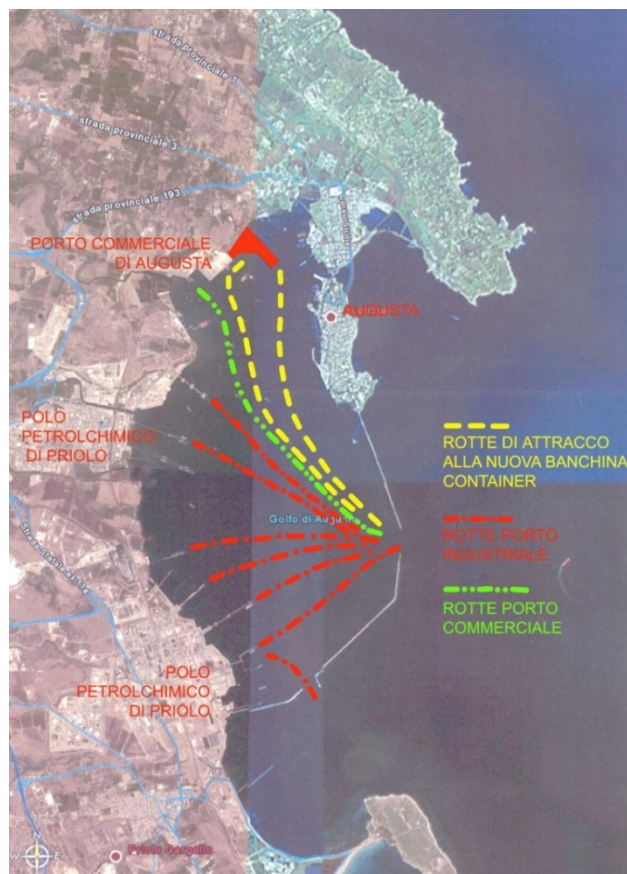 strada provinciale 1
strada provinciale 3
strada provinciale 193
PORTO COMMERCIALE
DI AUGUSTA
AUGUSTA
POLO
PETROLCHIMICO
DI PRIOLO
ROTTE DI ATTRACCO
ALLA NUOVA BANCHINA
CONTAINER
Golfo di Augusta
ROTTE PORTO
INDUSTRIALE
ROTTE PORTO
COMMERCIALE
POLO
PETROLCHIMICO
DI PRIOLO
N
W
E
Priolo Gargallo